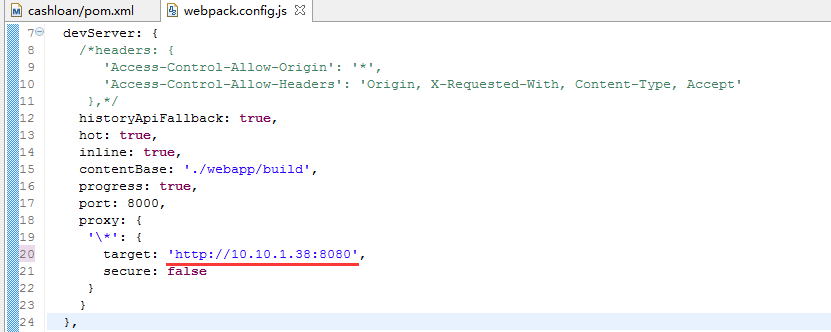 cashloan/pom.xml webpack.config.js
7 devServer: {
8 /*headers: {
9 'Access-Control-Allow-Origin': '*',
10 'Access-Control-Allow-Headers': 'Origin, X-Requested-With, Content-Type, Accept'
11 },*/
12 historyApiFallback: true,
13 hot: true,
14 inline: true,
15 contentBase: './webapp/build',
16 progress: true,
17 port: 8000,
18 proxy: {
19 '\*': {
20 target: 'http://10.10.1.38:8080',
21 secure: false
22 }
23 }
24 },